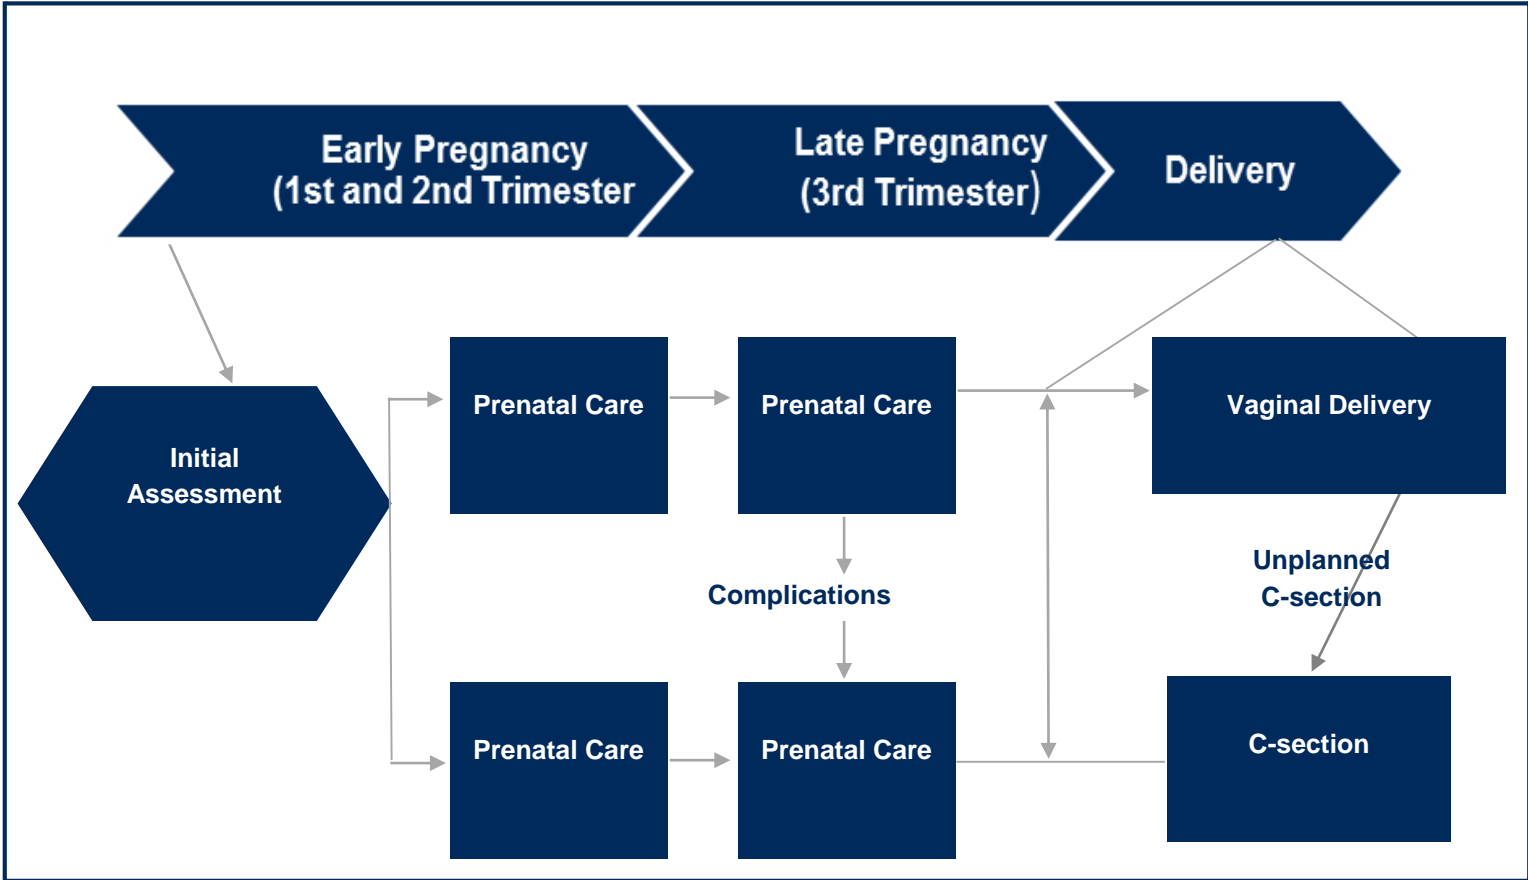 Early Pregnancy
(1st and 2nd Trimester
Late Pregnancy
(3rd Trimester)
Delivery
Initial
Assessment
Prenatal Care
Prenatal Care
Vaginal Delivery
Complications
Unplanned
C-section
Prenatal Care
Prenatal Care
C-section